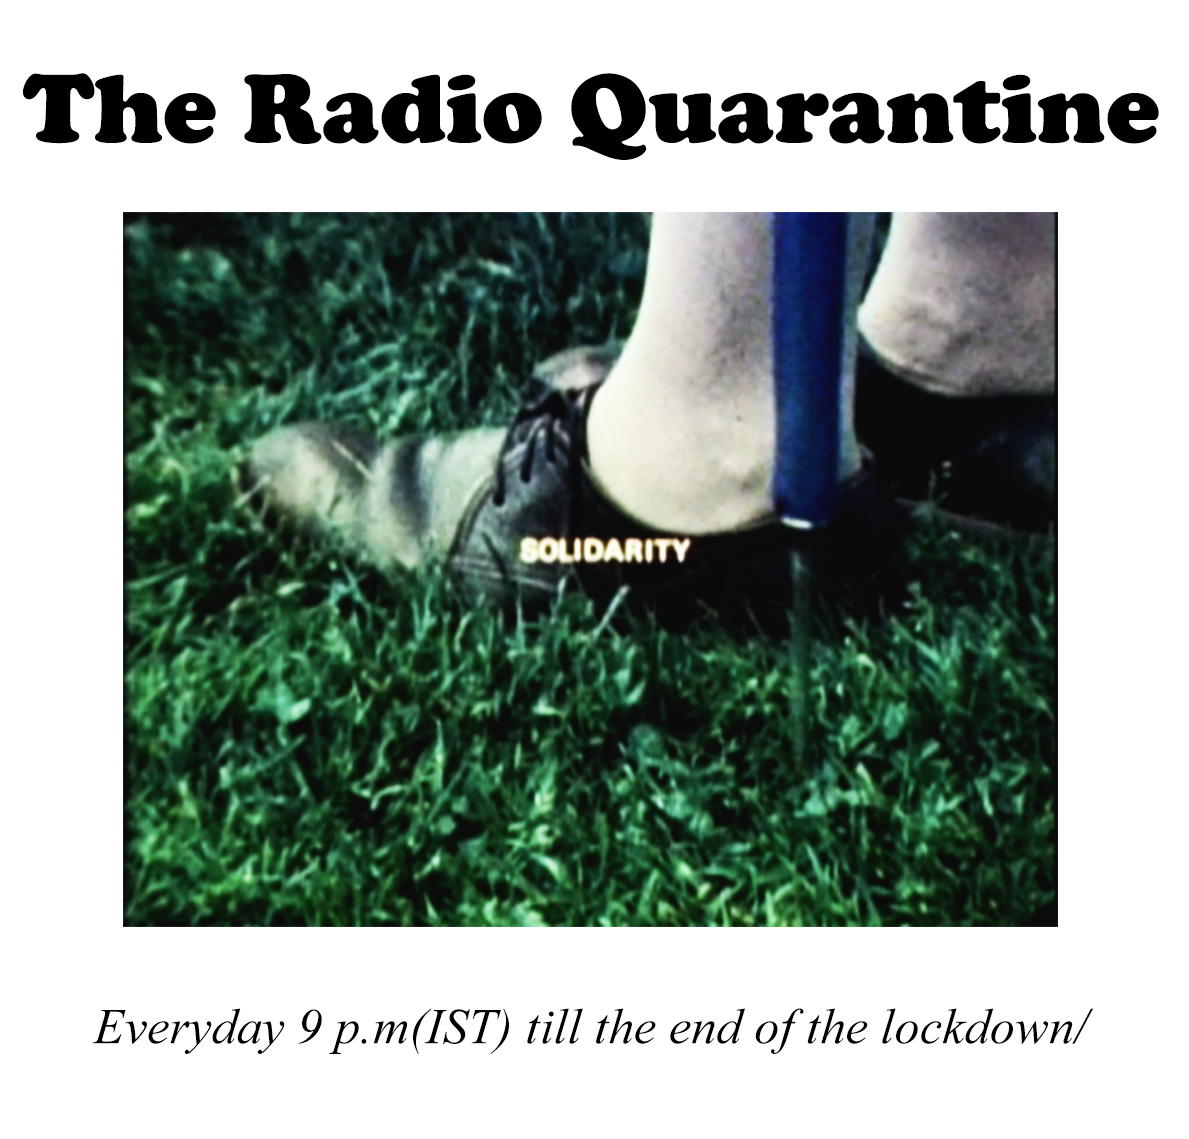 The Radio Quarantine
SOLIDARITY
Everyday 9 p.m(IST) till the end of the lockdown/